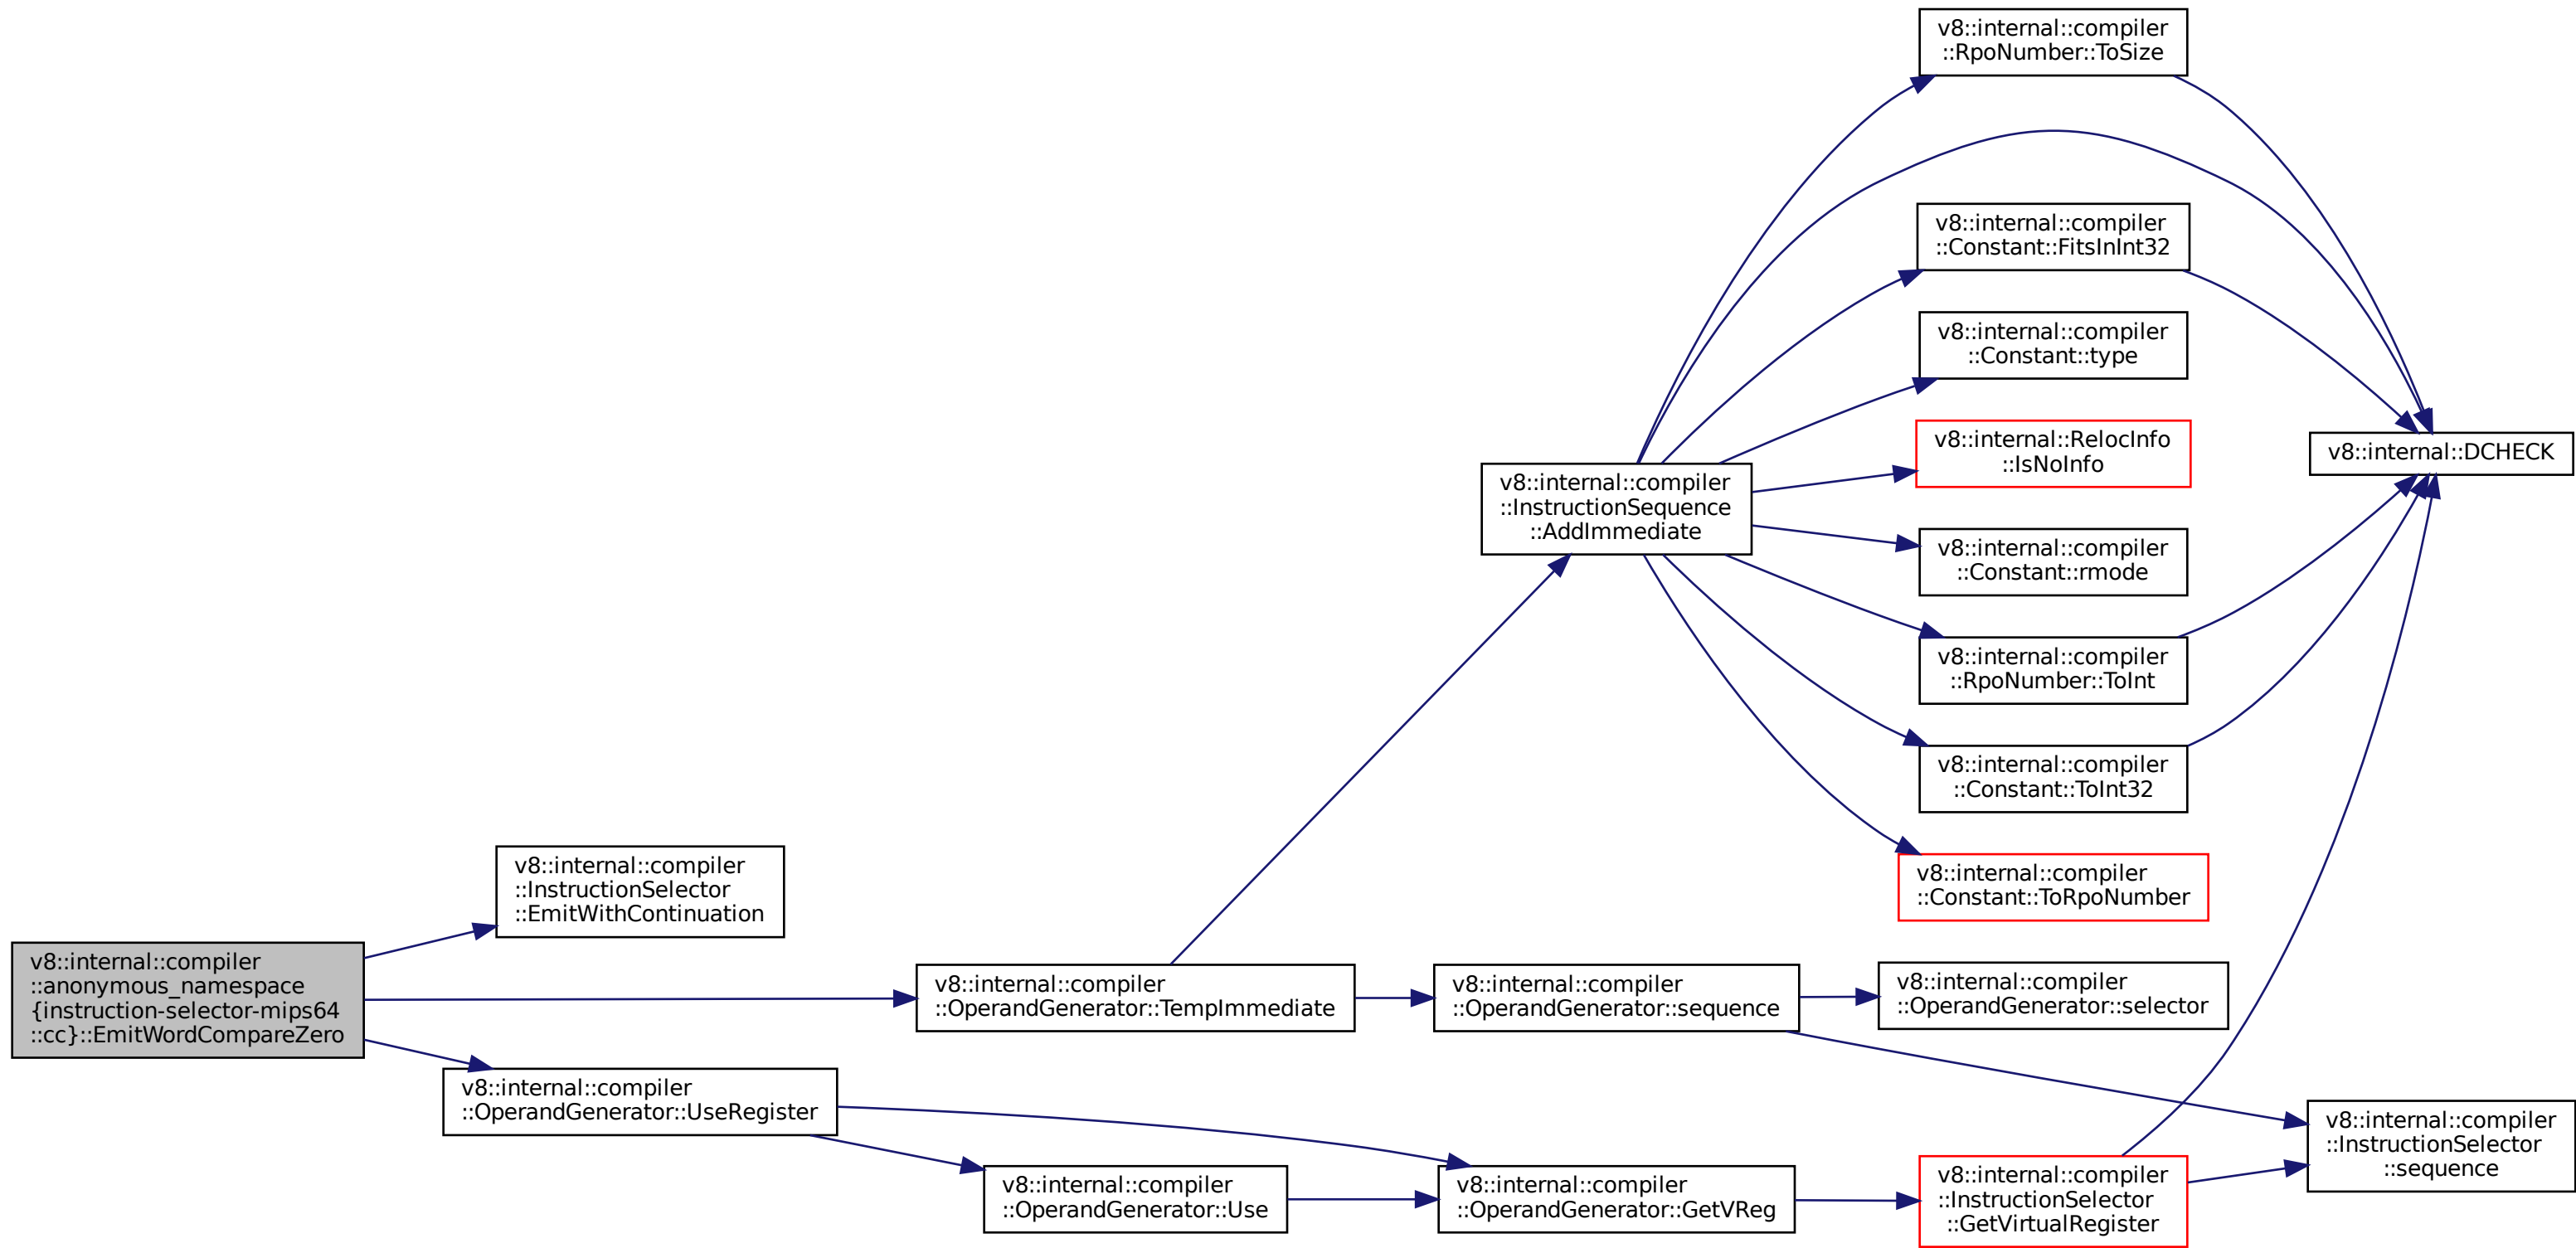 v8::internal::compiler
::RpoNumber::ToSize
v8::internal::compiler
::Constant::FitsInInt32
v8::internal::compiler
::Constant::type
v8::internal::RelocInfo
::IsNoInfo
v8::internal::DCHECK
v8::internal::compiler
::InstructionSequence
::AddImmediate
v8::internal::compiler
::Constant::rmode
v8::internal::compiler
::RpoNumber::ToInt
v8::internal::compiler
::Constant::ToInt32
v8::internal::compiler
::Constant::ToRpoNumber
v8::internal::compiler
::InstructionSelector
::EmitWithContinuation
v8::internal::compiler
::anonymous_namespace
{instruction-selector-mips64
::cc}::EmitWordCompareZero
v8::internal::compiler
::OperandGenerator::TempImmediate
v8::internal::compiler
::OperandGenerator::sequence
v8::internal::compiler
::OperandGenerator::selector
v8::internal::compiler
::OperandGenerator::UseRegister
v8::internal::compiler
::InstructionSelector
::sequence
v8::internal::compiler
::OperandGenerator::Use
v8::internal::compiler
::OperandGenerator::GetVReg
v8::internal::compiler
::InstructionSelector
::GetVirtualRegister